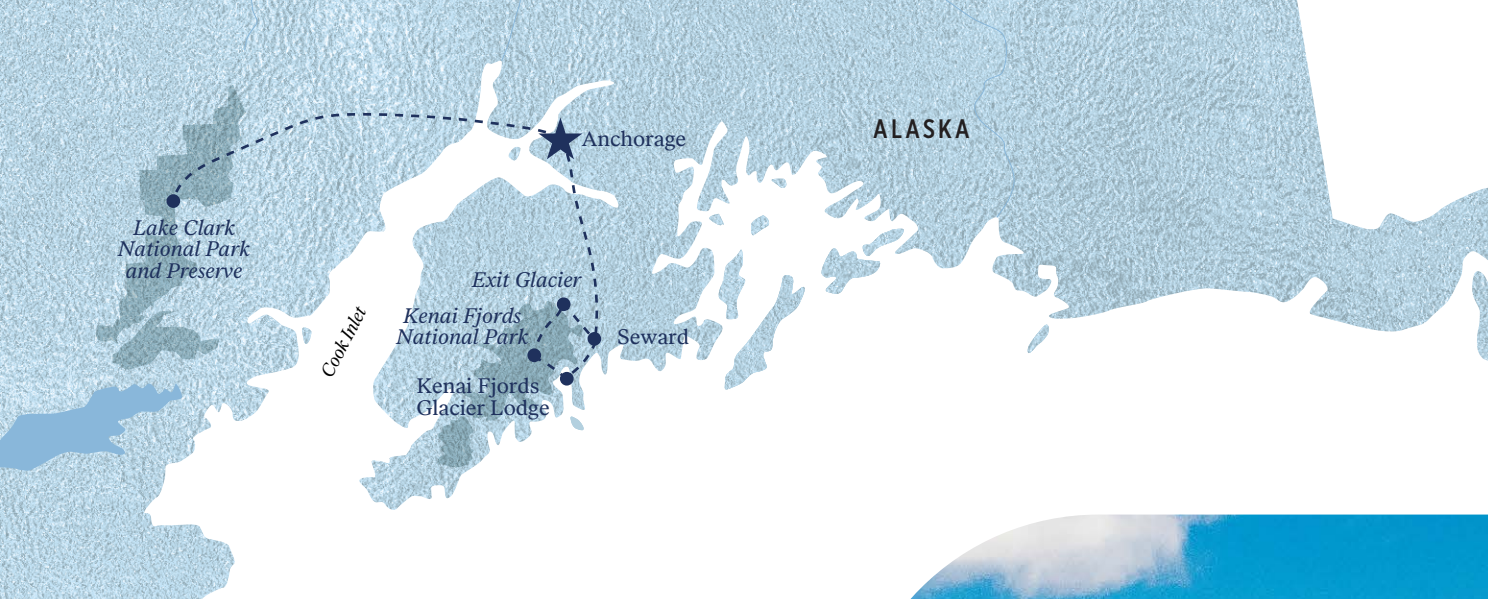 Anchorage
ALASKA
Lake Clark
National Park
and Preserve
Exit Glacier
Kenai Fjords
National Park
Cook Inlet
Seward
Kenai Fjords
Glacier Lodge